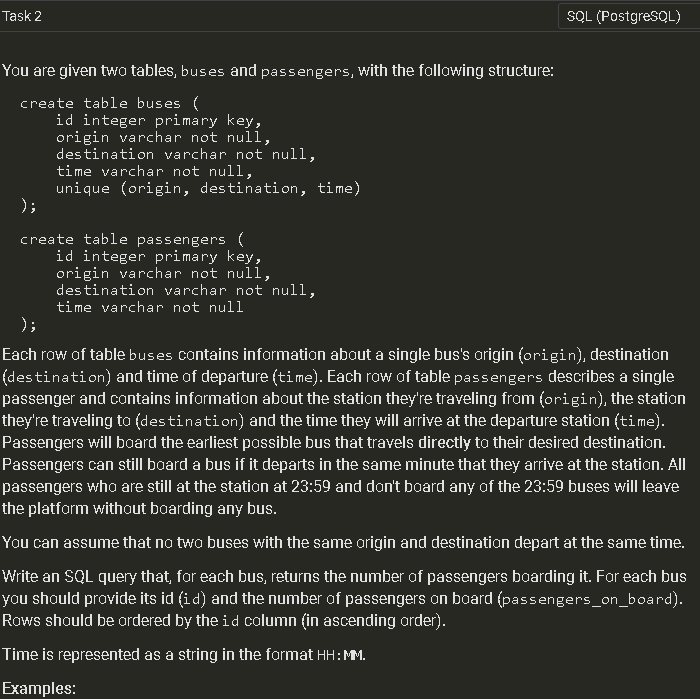 Task 2
SQL (PostgreSQL)
You are given two tables, buses and passengers, with the following structure:
create table buses (
id integer primary key,
origin varchar not null,
destination varchar not null,
time varchar not null,
unique (origin, destination, time)
);
create table passengers (
id integer primary key,
origin varchar not null,
destination varchar not null,
time varchar not null
);
Each row of table buses contains information about a single bus's origin (origin), destination
(destination) and time of departure (time). Each row of table passengers describes a single
passenger and contains information about the station they're traveling from (origin), the station
they're traveling to (destination) and the time they will arrive at the departure station (time).
Passengers will board the earliest possible bus that travels directly to their desired destination.
Passengers can still board a bus if it departs in the same minute that they arrive at the station. All
passengers who are still at the station at 23:59 and don't board any of the 23:59 buses will leave
the platform without boarding any bus.
You can assume that no two buses with the same origin and destination depart at the same time.
Write an SQL query that, for each bus, returns the number of passengers boarding it. For each bus
you should provide its id (id) and the number of passengers on board (passengers_on_board).
Rows should be ordered by the id column (in ascending order).
Time is represented as a string in the format HH:MM.
Examples: